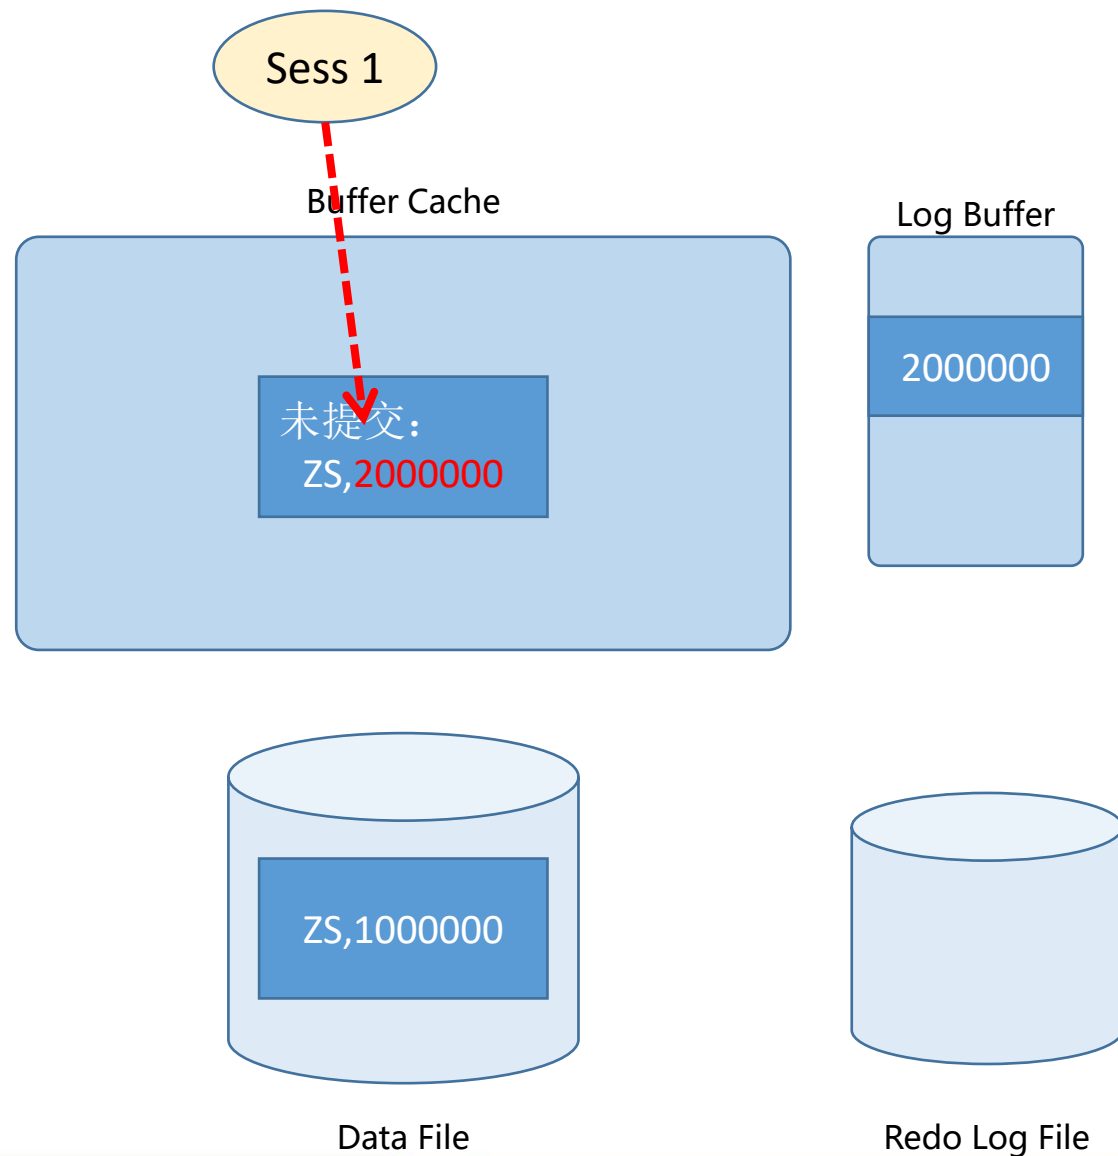 Sess 1
Buffer Cache
Log Buffer
2000000
未提交：
ZS,2000000
ZS,1000000
Data File
Redo Log File